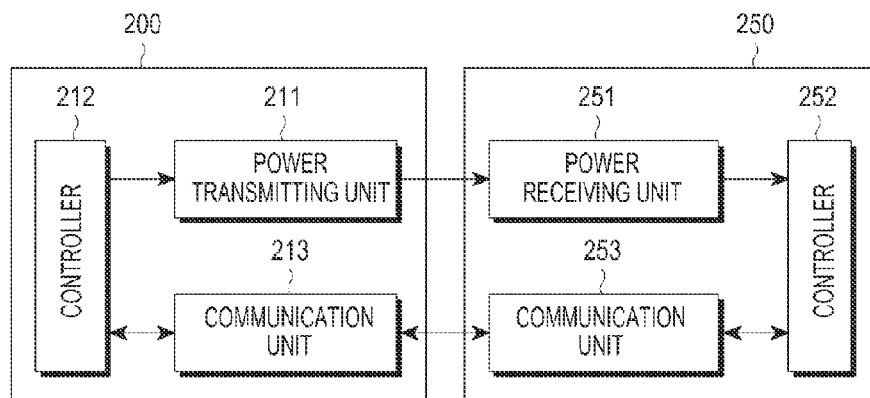 200
250
212
211
251
252
CONTROLLER
POWER
TRANSMITTING UNIT
POWER
RECEIVING UNIT
CONTROLLER
213
253
COMMUNICATION
UNIT
COMMUNICATION
UNIT